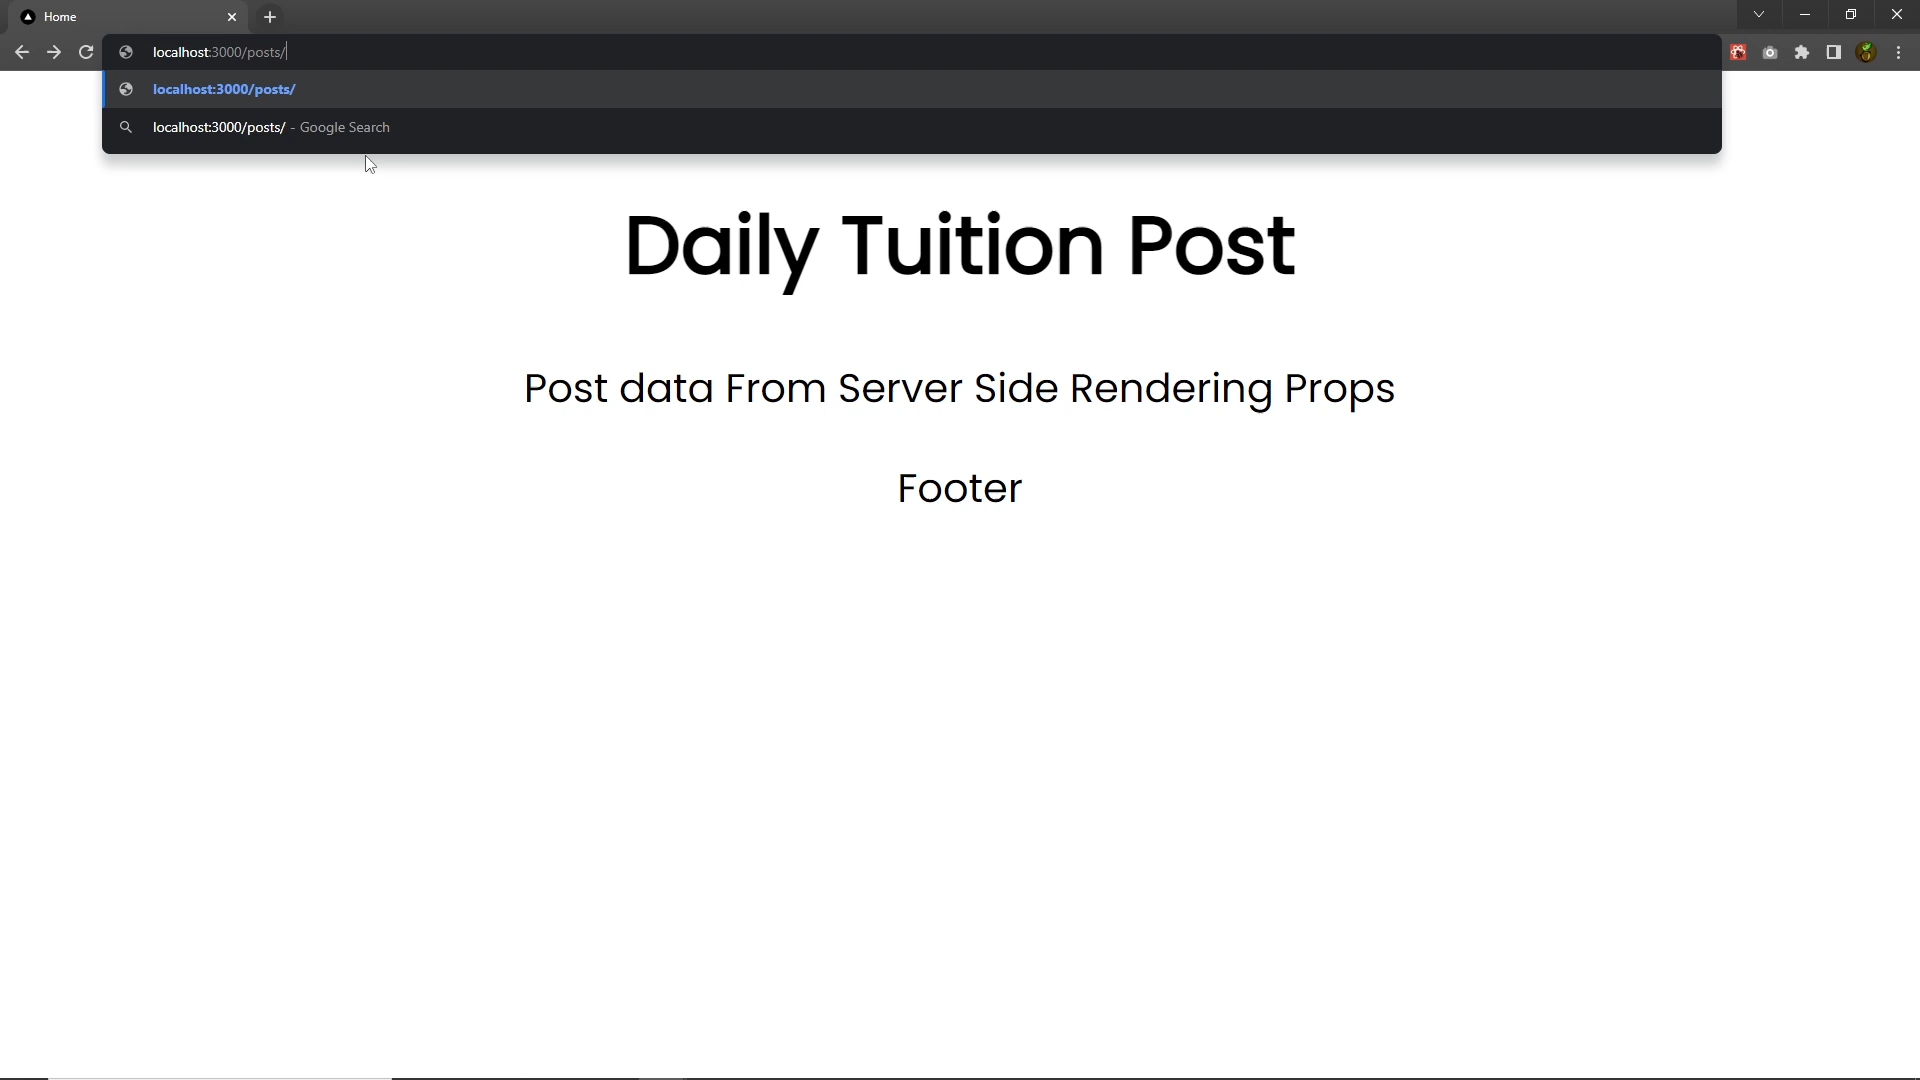 Home
localhost:3000/posts/
localhost:3000/posts/
localhost:3000/posts/ - Google Search
Daily Tuition Post
Post data From Server Side Rendering Props
Footer